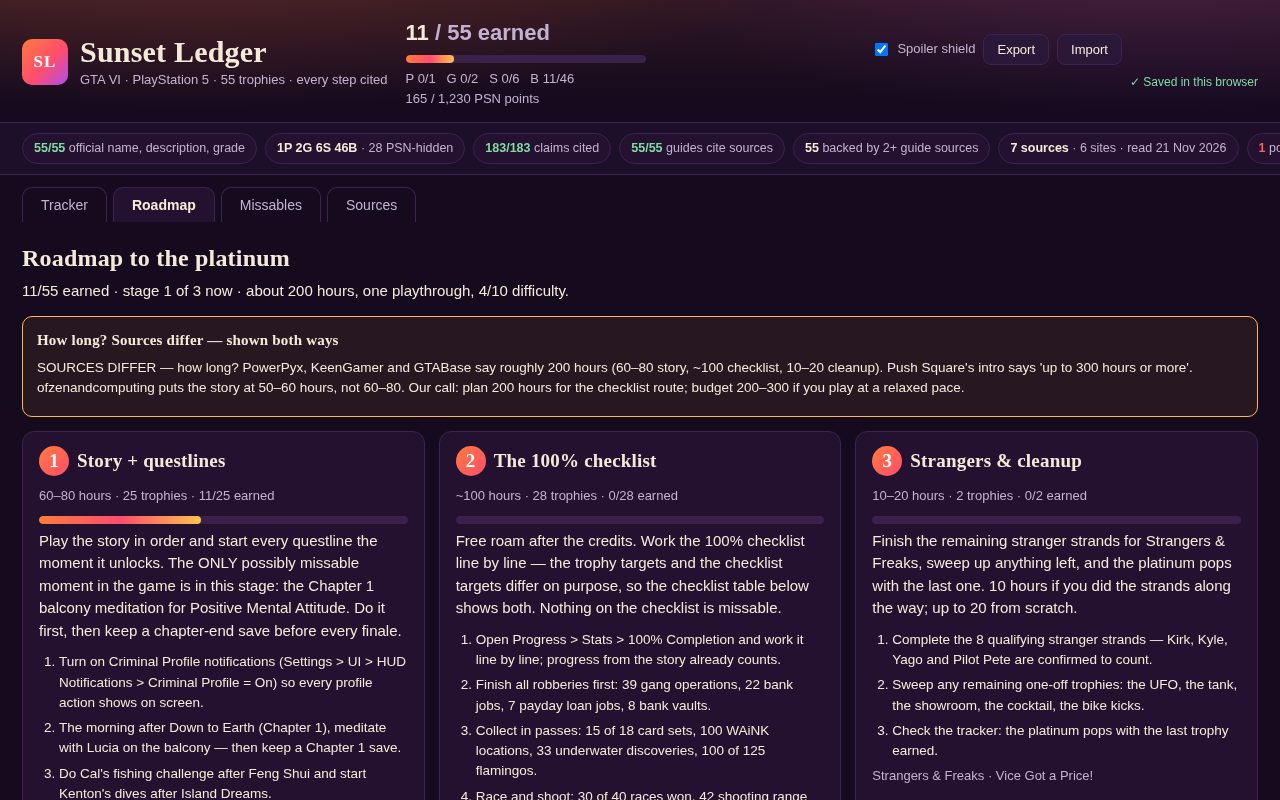 SL
Sunset Ledger
GTA VI · PlayStation 5 · 55 trophies · every step cited
11 / 55 earned
P 0/1 G 0/2 S 0/6 B 11/46
165 / 1,230 PSN points
Spoiler shield
Export
Import
✓ Saved in this browser
55/55 official name, description, grade
1P 2G 6S 46B · 28 PSN-hidden
183/183 claims cited
55/55 guides cite sources
55 backed by 2+ guide sources
7 sources · 6 sites · read 21 Nov 2026
1
Tracker
Roadmap
Missables
Sources
Roadmap to the platinum
11/55 earned · stage 1 of 3 now · about 200 hours, one playthrough, 4/10 difficulty.
How long? Sources differ — shown both ways
SOURCES DIFFER — how long? PowerPyx, KeenGamer and GTABase say roughly 200 hours (60–80 story, ~100 checklist, 10–20 cleanup). Push Square's intro says 'up to 300 hours or more'.
ofzenandcomputing puts the story at 50–60 hours, not 60–80. Our call: plan 200 hours for the checklist route; budget 200–300 if you play at a relaxed pace.
1 Story + questlines
60–80 hours · 25 trophies · 11/25 earned
Play the story in order and start every questline the
moment it unlocks. The ONLY possibly missable
moment in the game is in this stage: the Chapter 1
balcony meditation for Positive Mental Attitude. Do it
first, then keep a chapter-end save before every finale.
1. Turn on Criminal Profile notifications (Settings > UI > HUD
Notifications > Criminal Profile = On) so every profile
action shows on screen.
2. The morning after Down to Earth (Chapter 1), meditate
with Lucia on the balcony — then keep a Chapter 1 save.
3. Do Cal's fishing challenge after Feng Shui and start
Kenton's dives after Island Dreams.
2 The 100% checklist
~100 hours · 28 trophies · 0/28 earned
Free roam after the credits. Work the 100% checklist
line by line — the trophy targets and the checklist
targets differ on purpose, so the checklist table below
shows both. Nothing on the checklist is missable.
1. Open Progress > Stats > 100% Completion and work it
line by line; progress from the story already counts.
2. Finish all robberies first: 39 gang operations, 22 bank
jobs, 7 payday loan jobs, 8 bank vaults.
3. Collect in passes: 15 of 18 card sets, 100 WAiNK
locations, 33 underwater discoveries, 100 of 125
flamingos.
4. Race and shoot: 30 of 40 races won, 42 shooting range
3 Strangers & cleanup
10–20 hours · 2 trophies · 0/2 earned
Finish the remaining stranger strands for Strangers &
Freaks, sweep up anything left, and the platinum pops
with the last one. 10 hours if you did the strands along
the way; up to 20 from scratch.
1. Complete the 8 qualifying stranger strands — Kirk, Kyle,
Yago and Pilot Pete are confirmed to count.
2. Sweep any remaining one-off trophies: the UFO, the tank,
the showroom, the cocktail, the bike kicks.
3. Check the tracker: the platinum pops with the last trophy
earned.
Strangers & Freaks · Vice Got a Price!